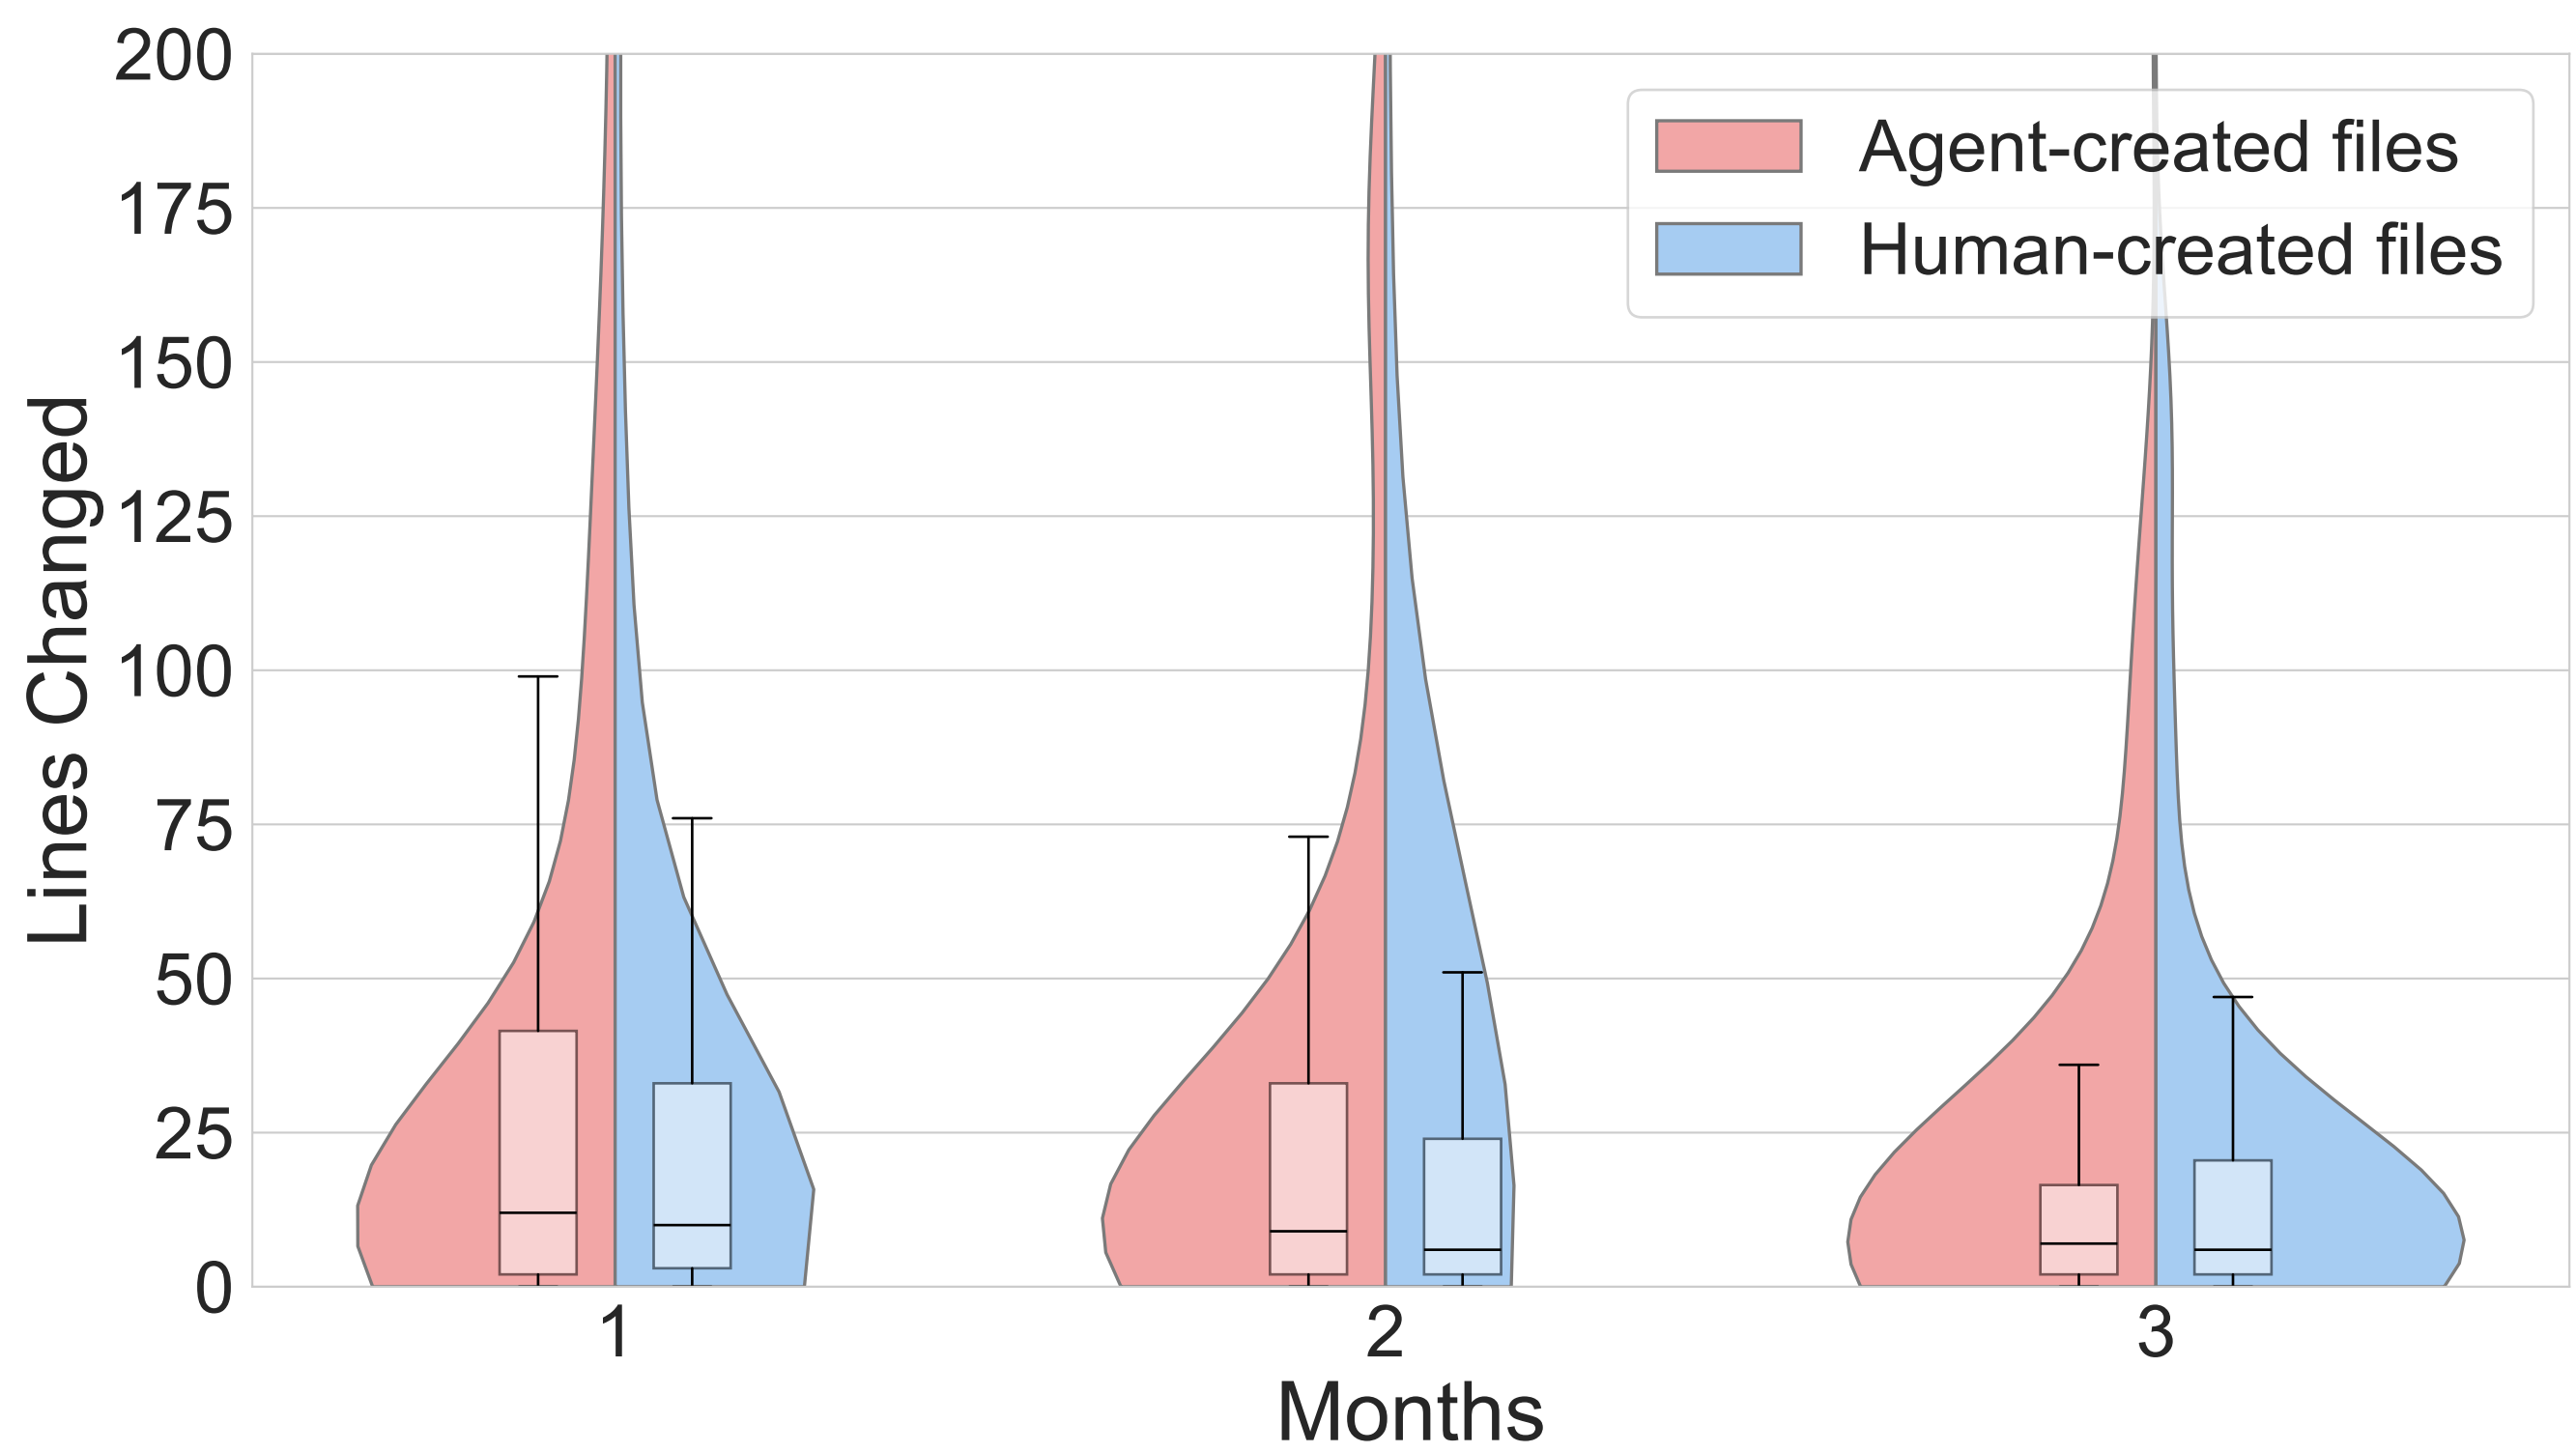 200
175
150
125
100
75
50
25
0
Lines Changed
Agent-created files
Human-created files
1 2 3
Months